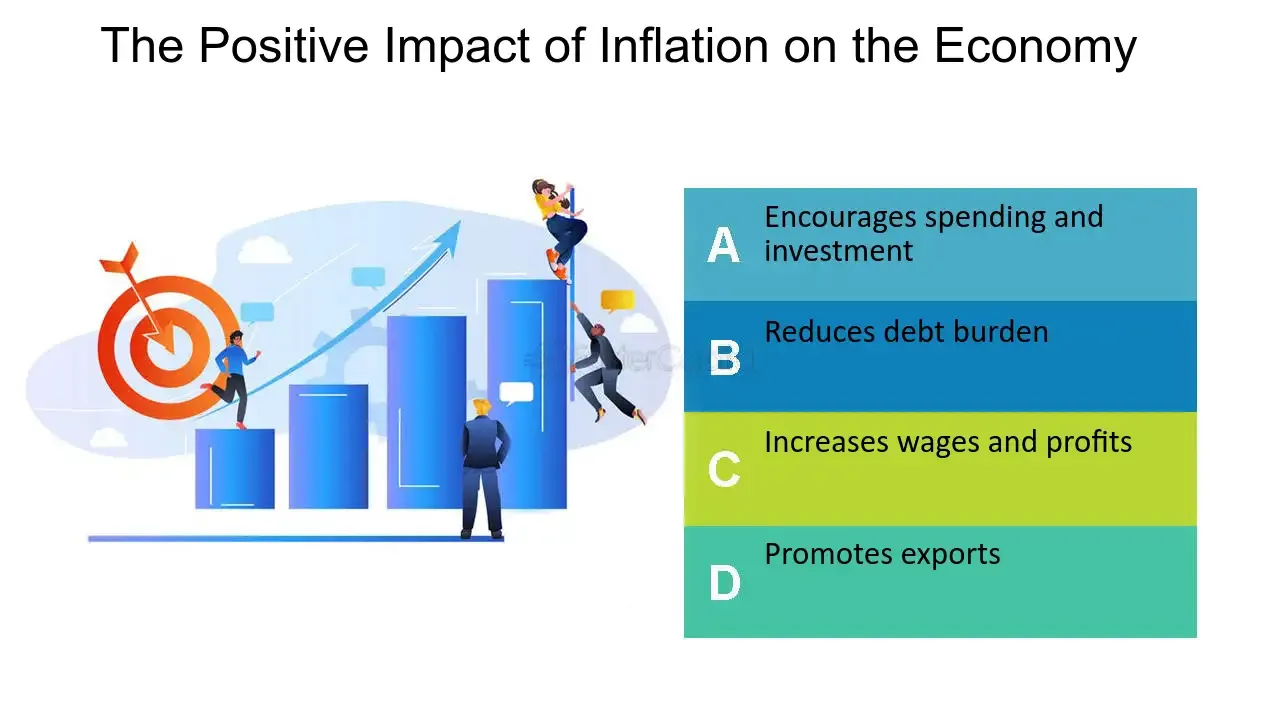 The Positive Impact of Inflation on the Economy
A
Encourages spending and
investment
B
Reduces debt burden
C
Increases wages and profits
D
Promotes exports